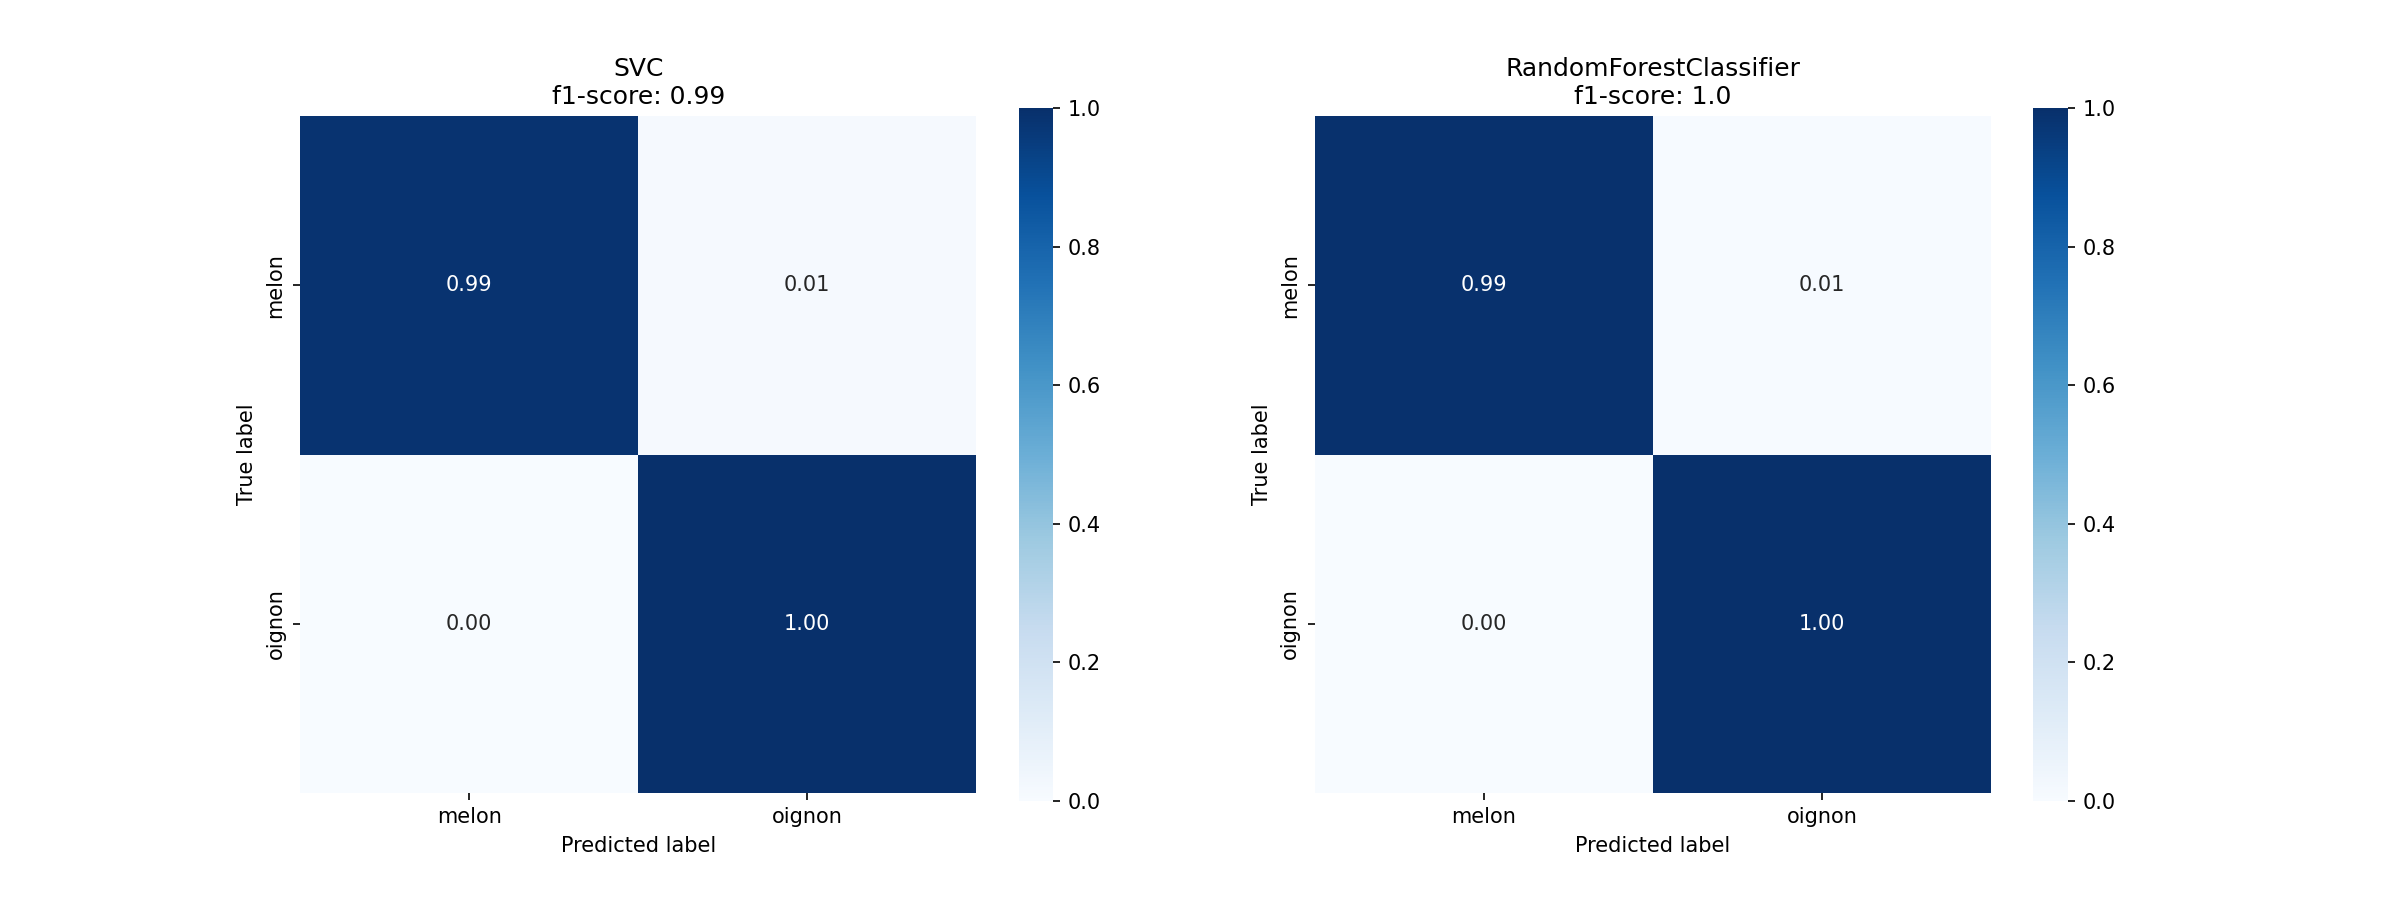 SVC
f1-score: 0.99
melon
oignon
True label
0.99
0.01
0.00
1.00
melon
oignon
Predicted label
1.0
0.8
0.6
0.4
0.2
0.0
RandomForestClassifier
f1-score: 1.0
melon
oignon
True label
0.99
0.01
0.00
1.00
melon
oignon
Predicted label
1.0
0.8
0.6
0.4
0.2
0.0